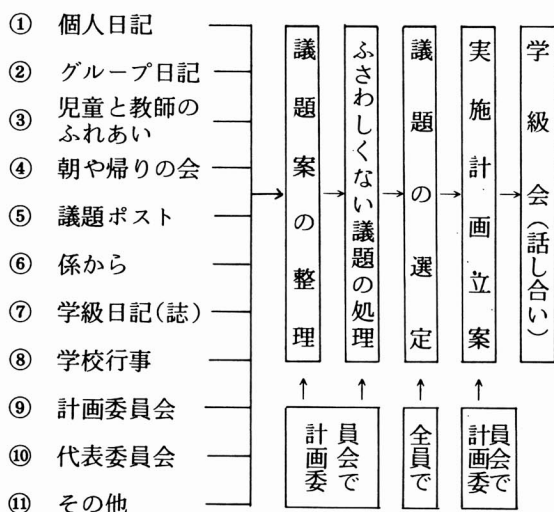 ① 個人日記
② グループ日記
③ 児童と教師の
ふれあい
④ 朝や帰りの会
⑤ 議題ポスト
⑥ 係から
⑦ 学級日記(誌)
⑧ 学校行事
⑨ 計画委員会
⑩ 代表委員会
⑪ その他
議題案の整理
ふさわしくない議題の処理
議題の選定
実施計画立案
学級会(話し合い)
計画委
員会で
全員で
計画委
員会で